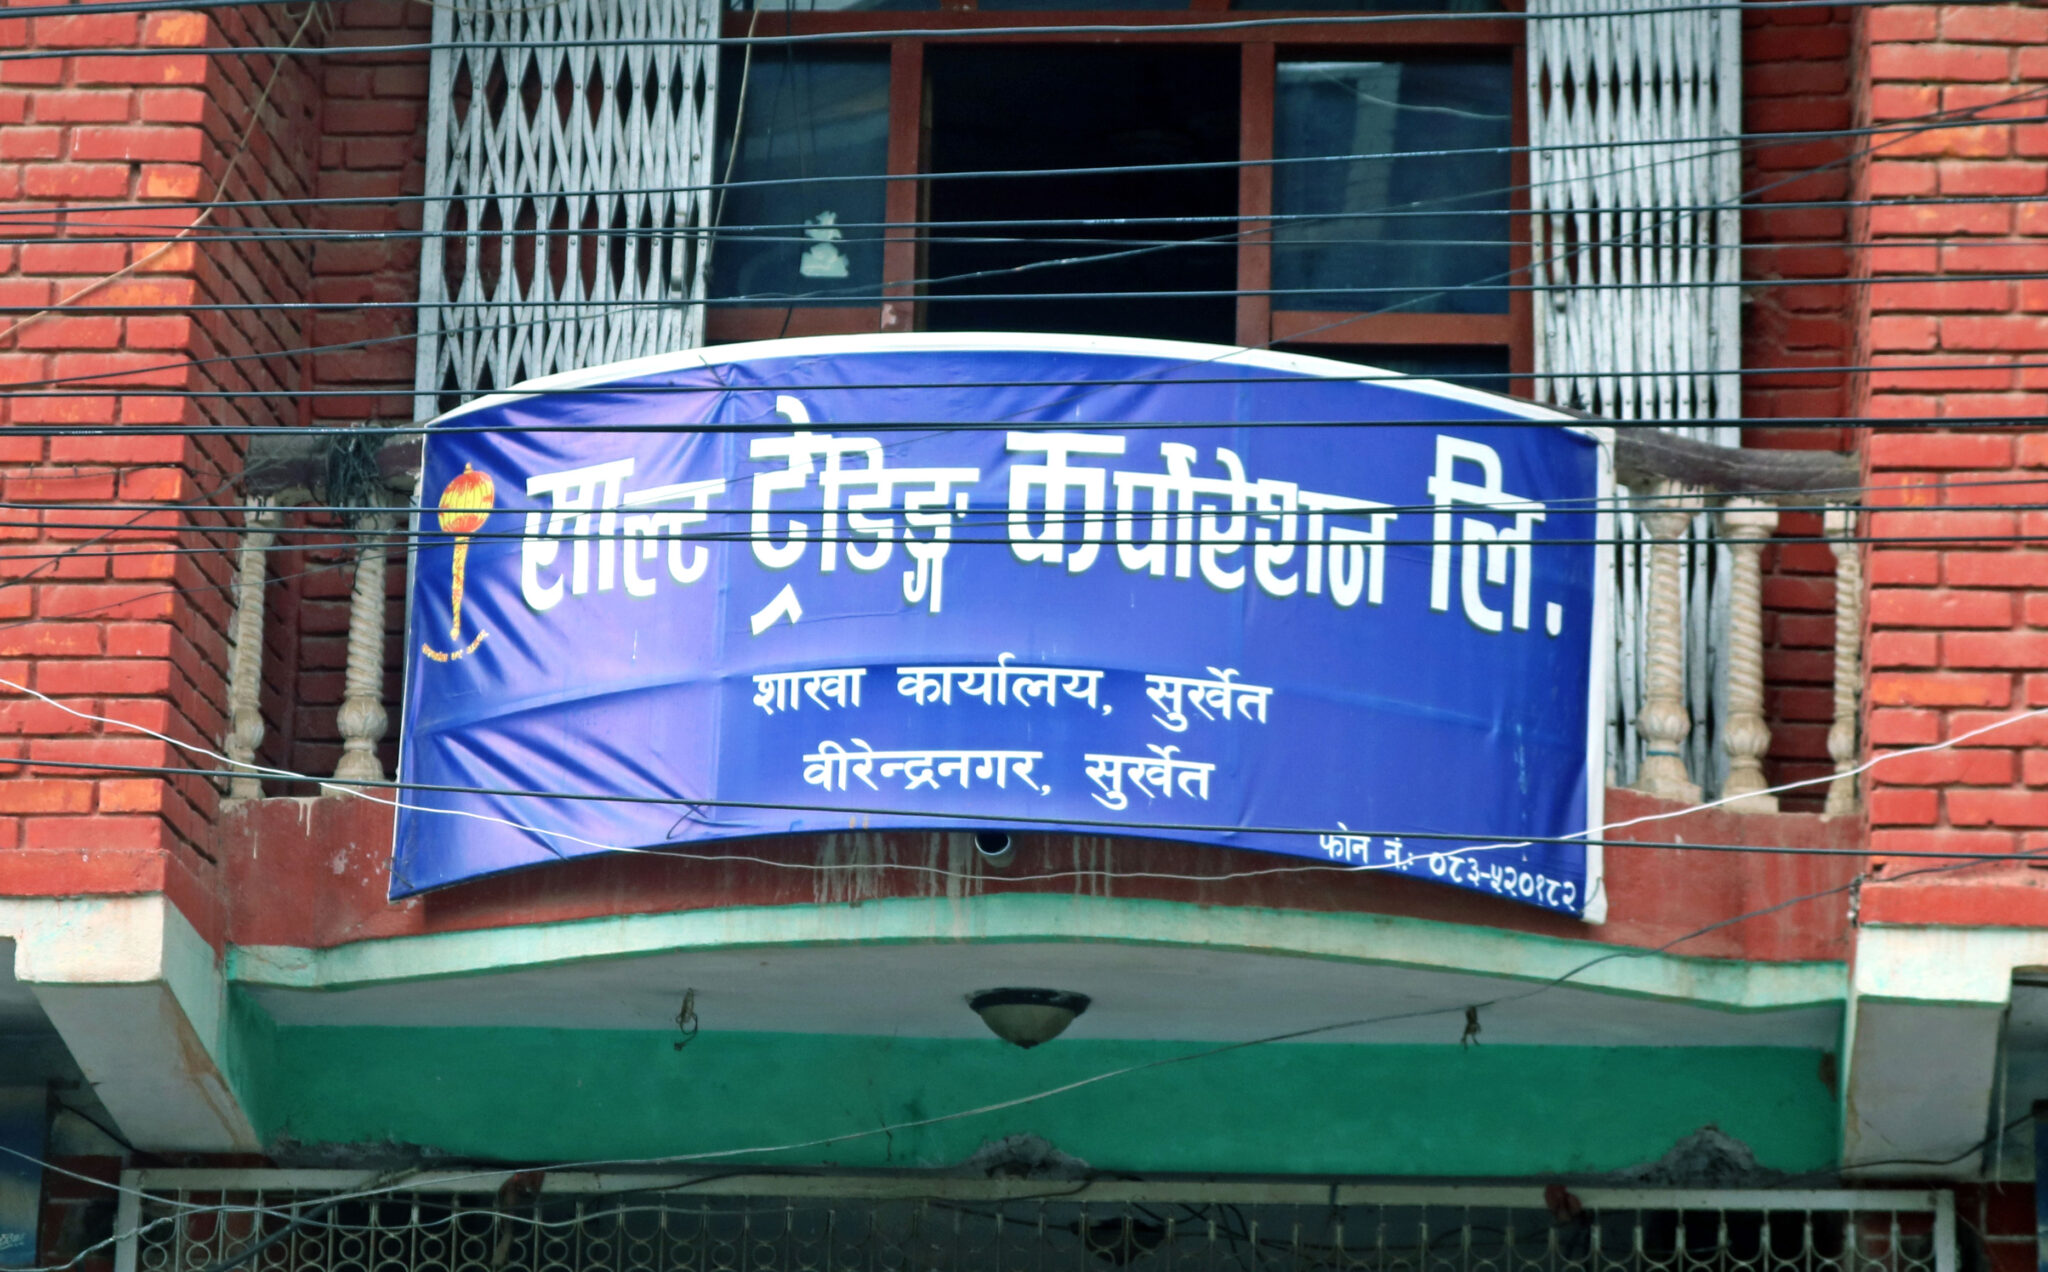 साल्ट ट्रेडिङ्ग कर्पोरेशन लि.
शाखा कार्यालय, सुर्खेत
वीरेन्द्रनगर, सुर्खेत
फोन नं.: ०८३-५२०१८२